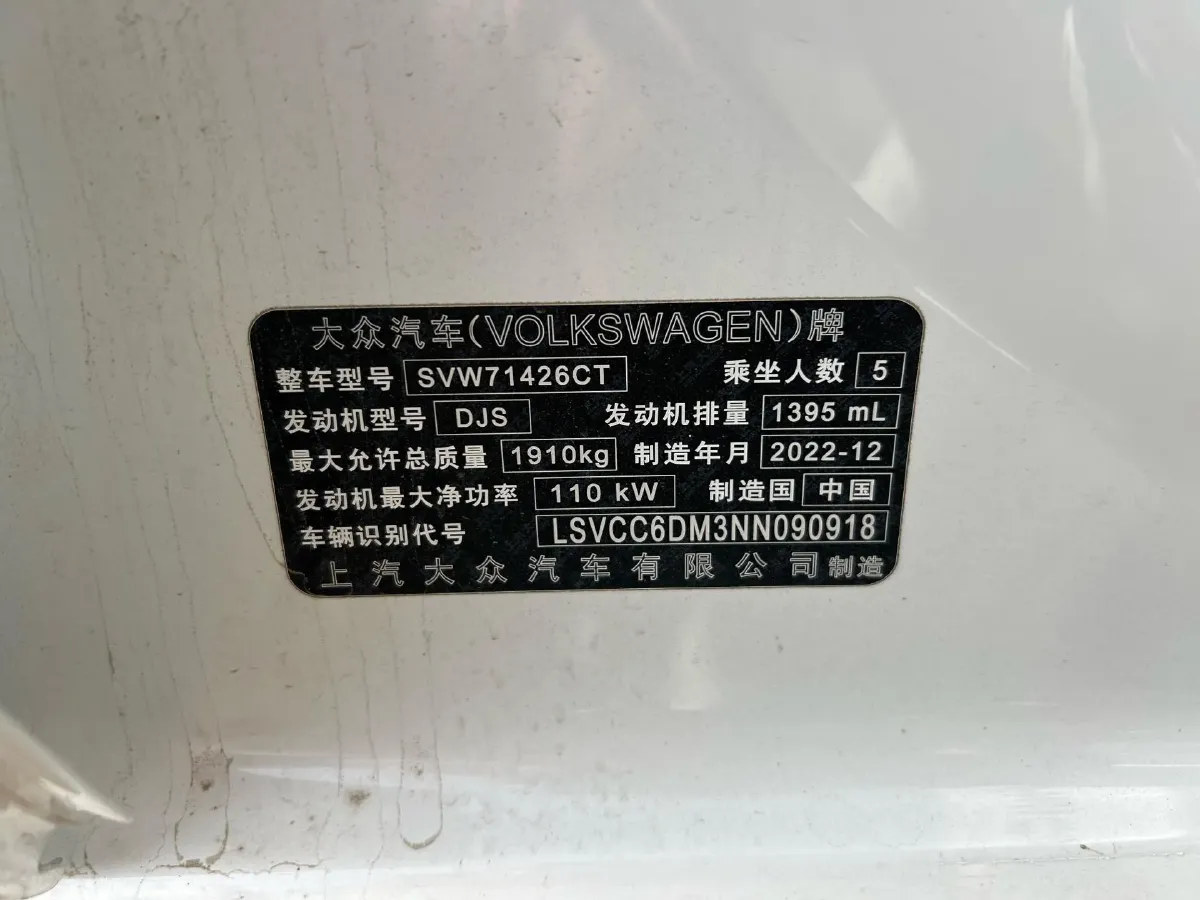 大众汽车(VOLKSWAGEN)牌
整车型号 SVW71426CT 乘坐人数 5
发动机型号 DJS 发动机排量 1395 mL
最大允许总质量 1910kg 制造年月 2022-12
发动机最大净功率 110 kW 制造国 中国
车辆识别代号 LSVCC6DM3NN090918
上汽大众汽车有限公司制造